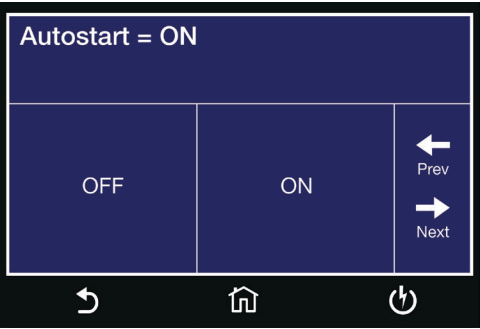 Autostart = ON
OFF
ON
Prev
Next